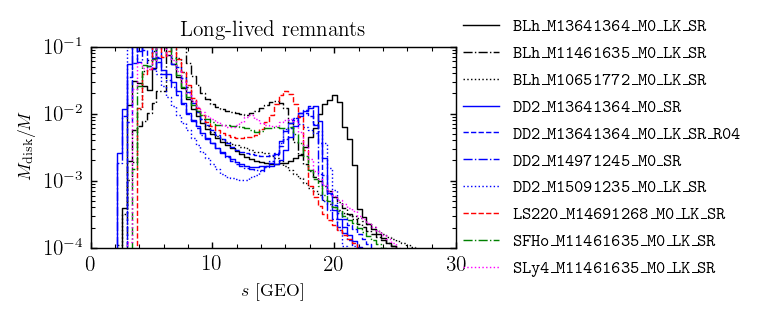 Long-lived remnants
10⁻¹
10⁻²
10⁻³
10⁻⁴
M_disk/M
0 10 20 30
s [GEO]
BLh_M13641364_M0_LK_SR
BLh_M11461635_M0_LK_SR
BLh_M10651772_M0_LK_SR
DD2_M13641364_M0_SR
DD2_M13641364_M0_LK_SR_R04
DD2_M14971245_M0_SR
DD2_M15091235_M0_LK_SR
LS220_M14691268_M0_LK_SR
SFHo_M11461635_M0_LK_SR
SLy4_M11461635_M0_LK_SR